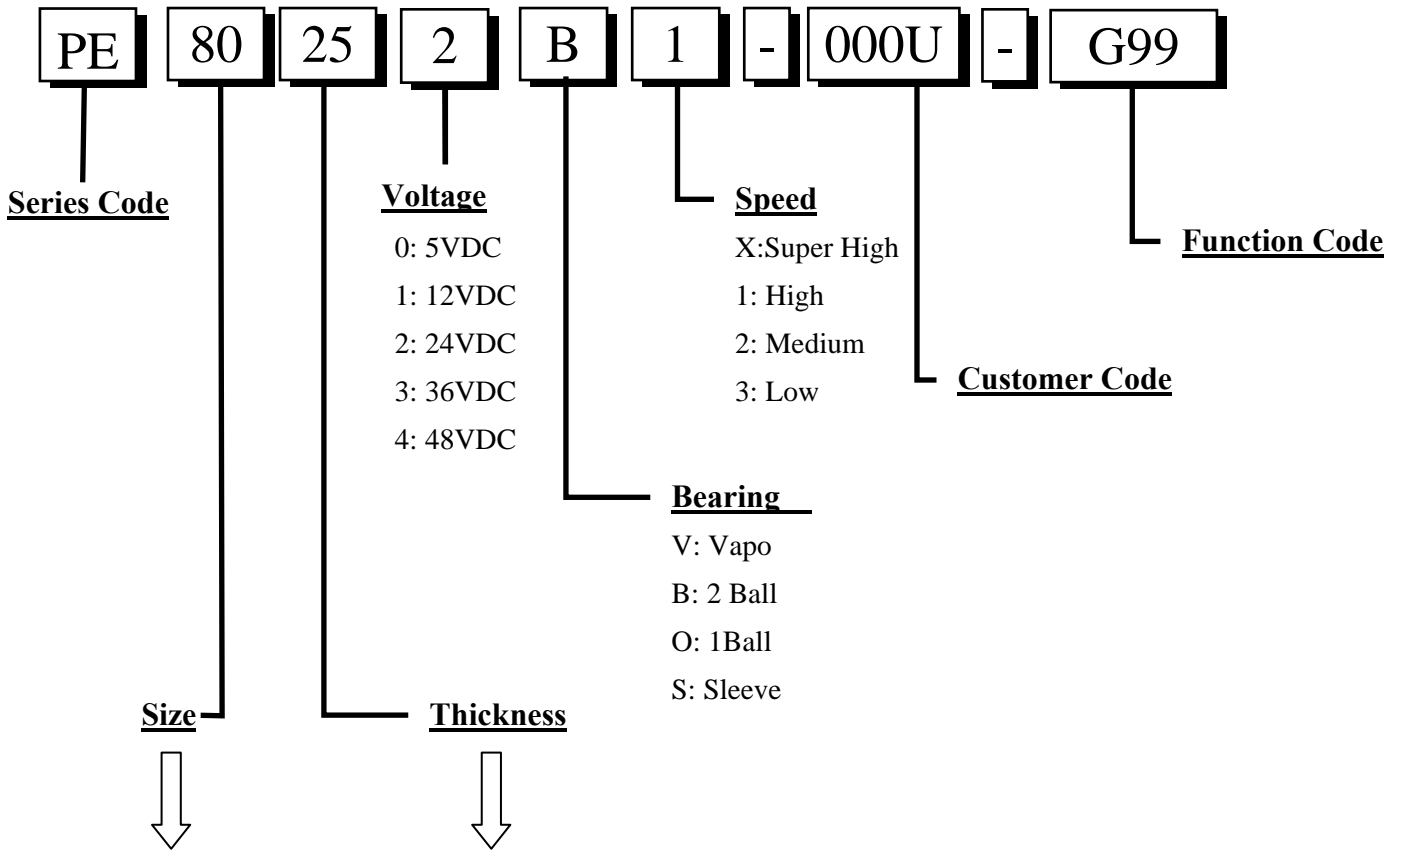 PE 80 25 2 B 1 - 000U - G99
Series Code
Voltage
0: 5VDC
1: 12VDC
2: 24VDC
3: 36VDC
4: 48VDC
Speed
X:Super High
1: High
2: Medium
3: Low
Function Code
Customer Code
Bearing
V: Vapo
B: 2 Ball
O: 1Ball
S: Sleeve
Size
Thickness